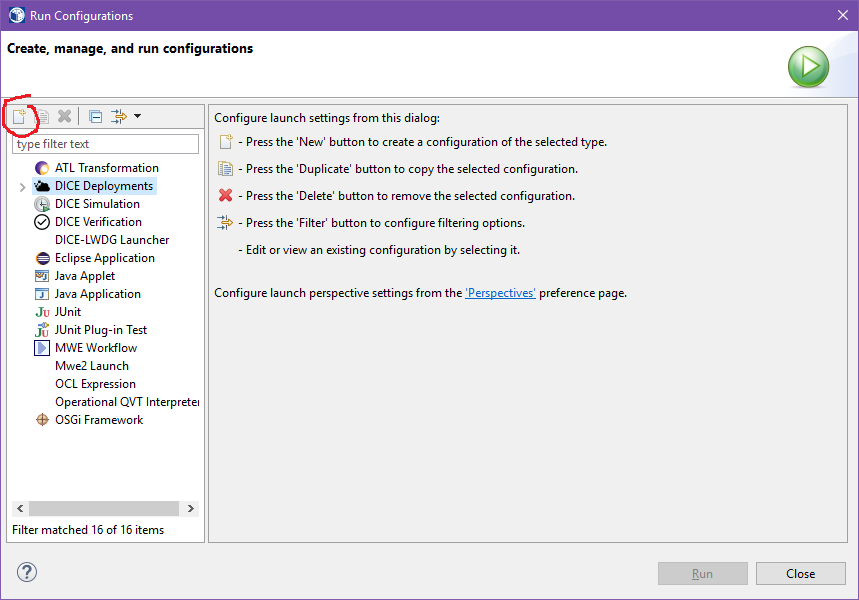 Run Configurations
Create, manage, and run configurations
type filter text
ATL Transformation
DICE Deployments
DICE Simulation
DICE Verification
DICE-LWDG Launcher
Eclipse Application
Java Applet
Java Application
JUnit
JUnit Plug-in Test
MWE Workflow
Mwe2 Launch
OCL Expression
Operational QVT Interpreter
OSGi Framework
Filter matched 16 of 16 items
Configure launch settings from this dialog:
- Press the 'New' button to create a configuration of the selected type.
- Press the 'Duplicate' button to copy the selected configuration.
- Press the 'Delete' button to remove the selected configuration.
- Press the 'Filter' button to configure filtering options.
- Edit or view an existing configuration by selecting it.
Configure launch perspective settings from the 'Perspectives' preference page.
?
Run
Close